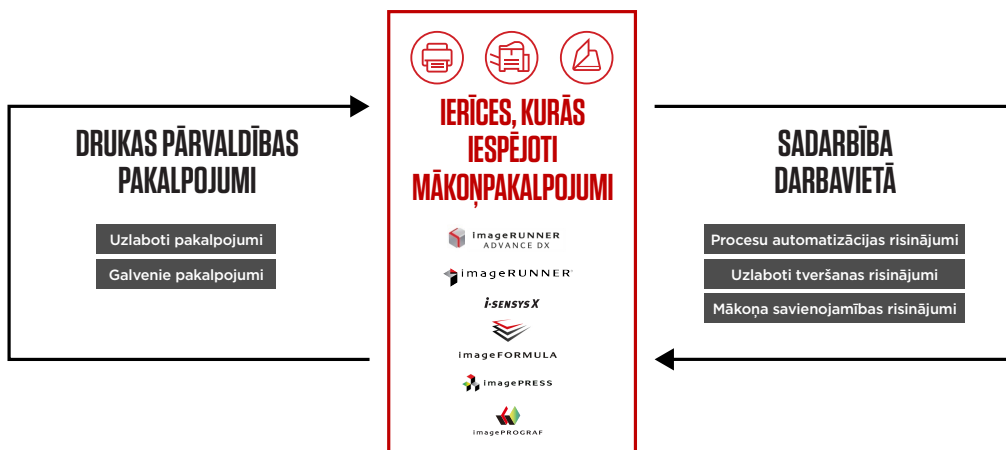 DRUKAS PĀRVALDĪBAS
PAKALPOJUMI
Uzlaboti pakalpojumi
Galvenie pakalpojumi
IERĪCES, KURĀS
IESPĒJOTI
MĀKOŅPAKALPOJUMI
imageRUNNER
ADVANCE DX
imageRUNNER
i-SENSYS X
imageFORMULA
imagePRESS
imagePROGRAF
SADARBĪBA
DARBAVIETĀ
Procesu automatizācijas risinājumi
Uzlaboti tveršanas risinājumi
Mākoņa savienojamības risinājumi